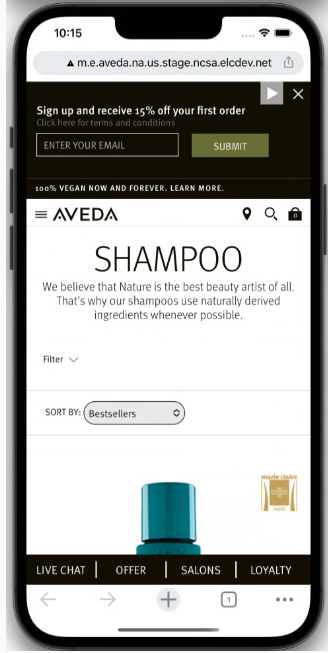 10:15
m.e.aveda.na.us.stage.ncsa.elcdev.net
Sign up and receive 15% off your first order
Click here for terms and conditions
ENTER YOUR EMAIL
SUBMIT
100% VEGAN NOW AND FOREVER. LEARN MORE.
AVEDA
0
SHAMPOO
We believe that Nature is the best beauty artist of all.
That's why our shampoos use naturally derived
ingredients whenever possible.
Filter
SORT BY: Bestsellers
marie claire
LIVE CHAT | OFFER | SALONS | LOYALTY
1